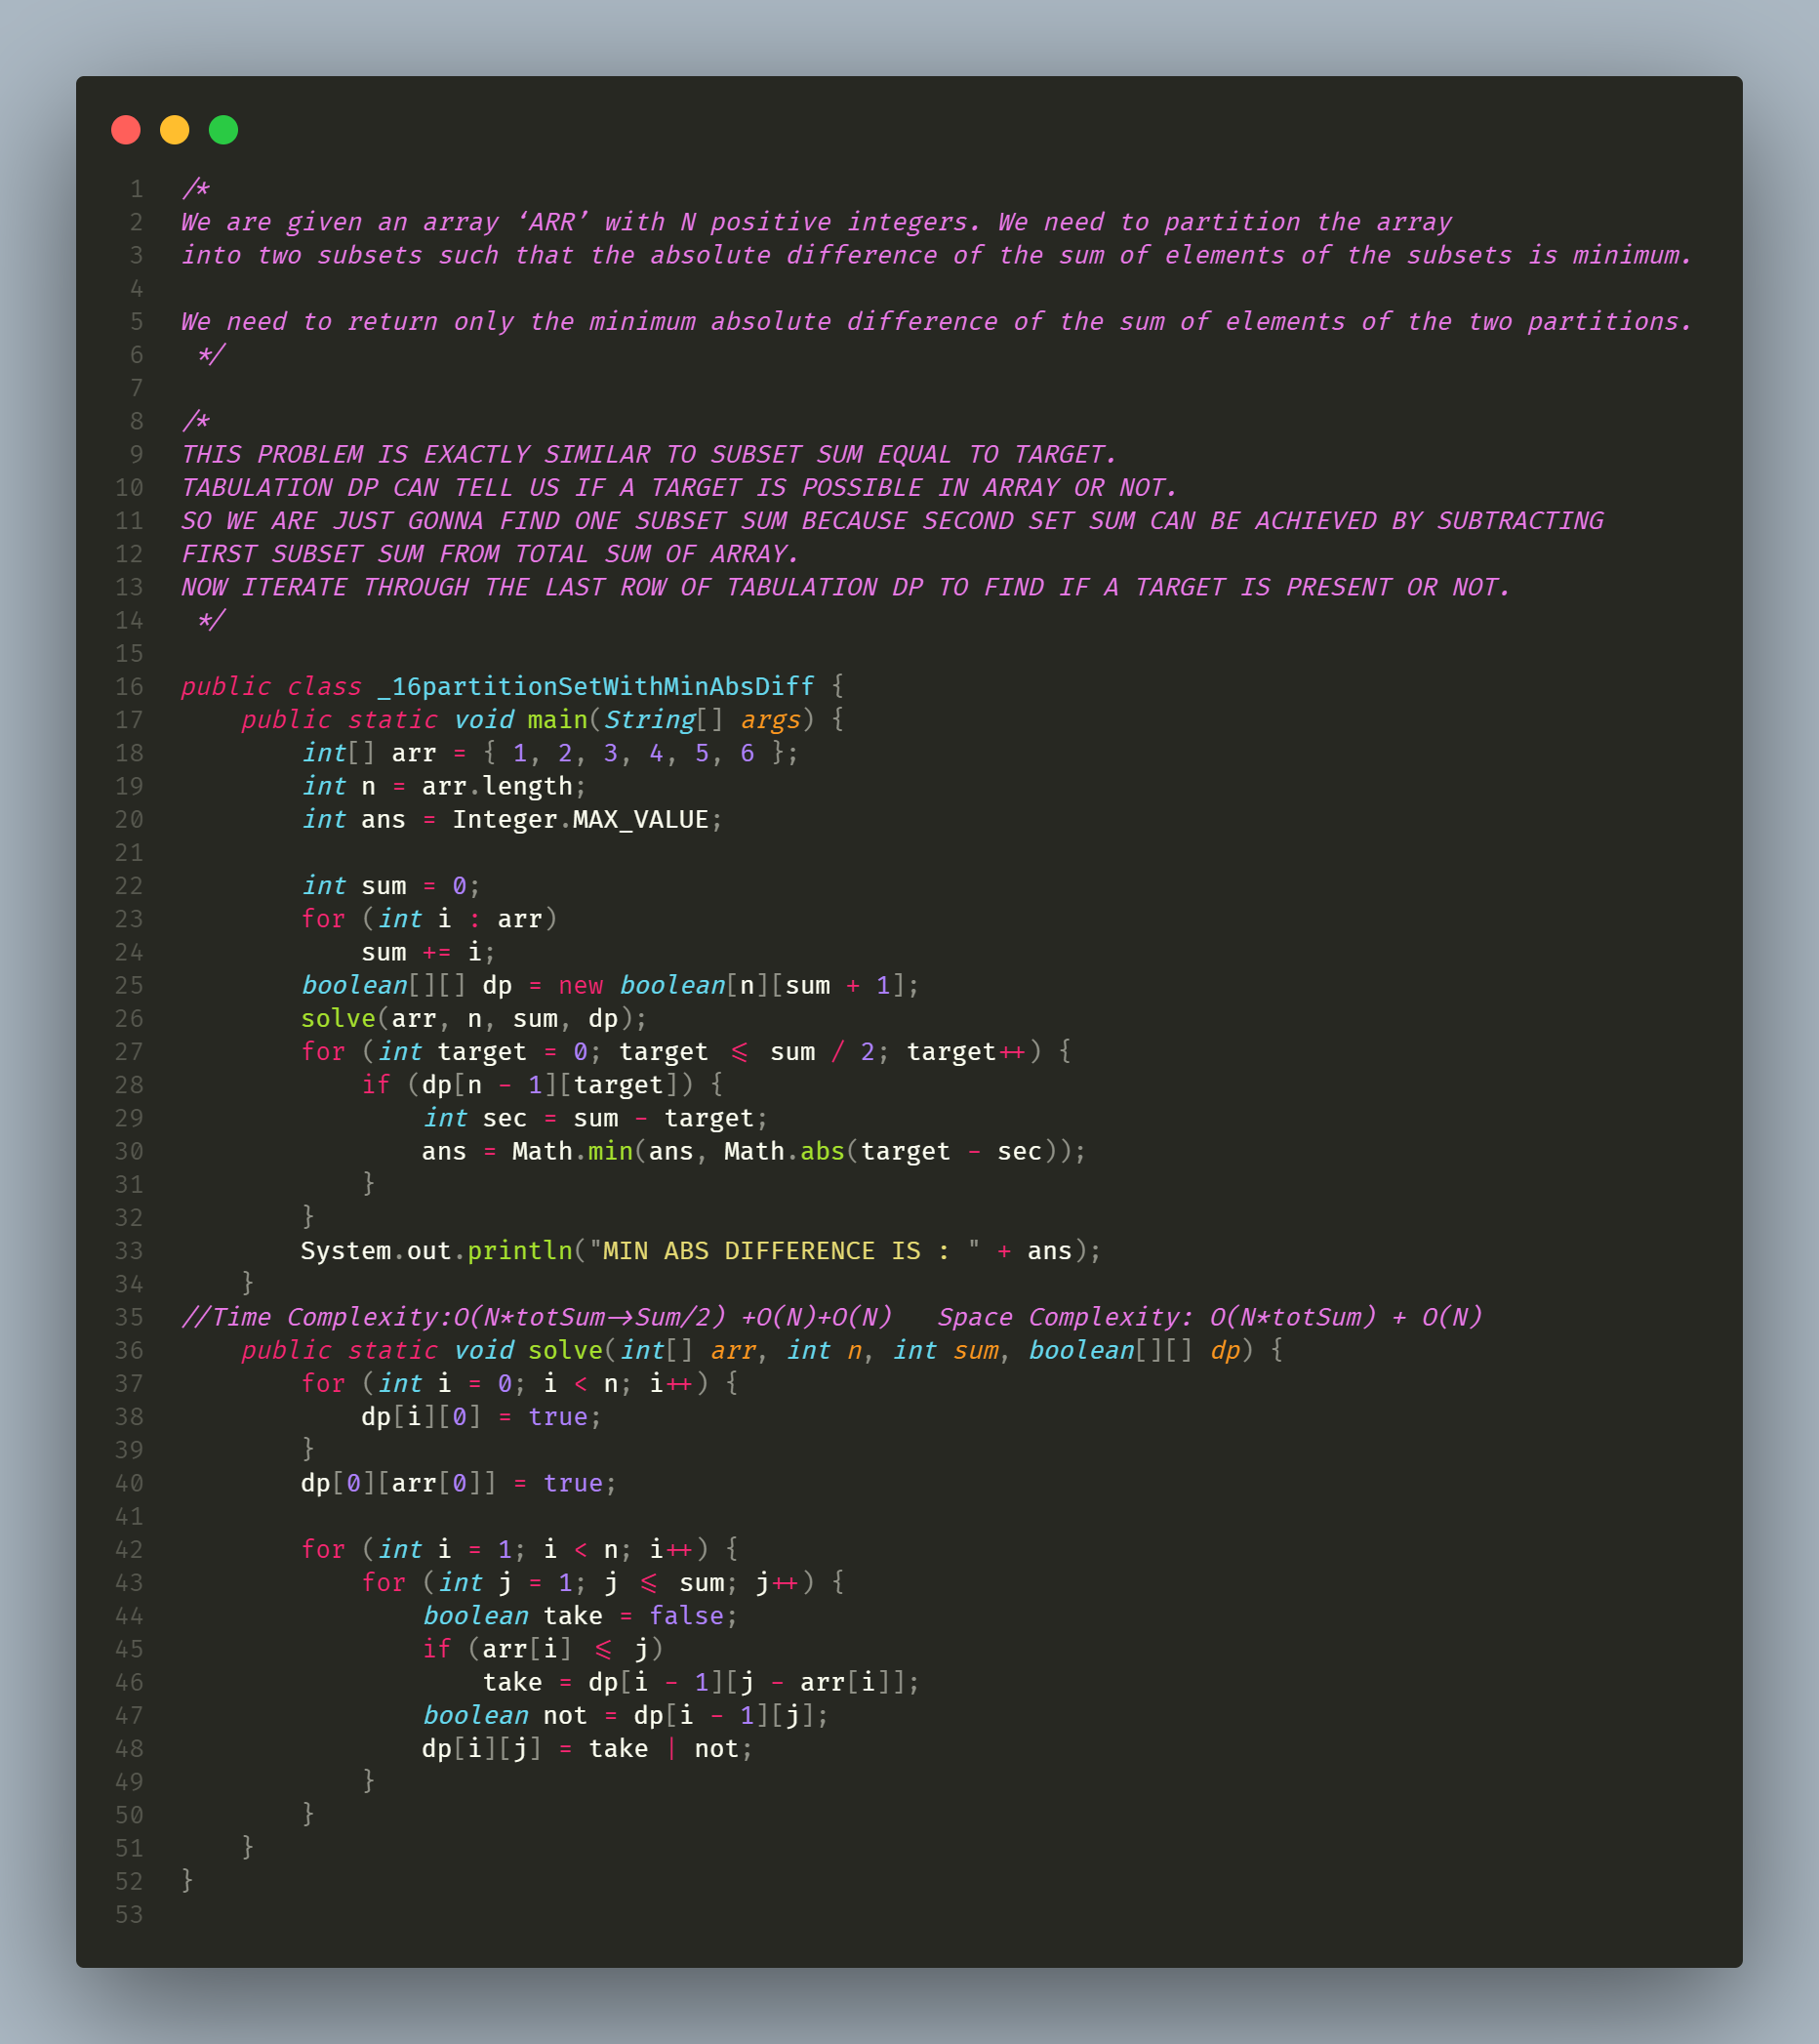 1 /*
2 We are given an array ‘ARR’ with N positive integers. We need to partition the array
3 into two subsets such that the absolute difference of the sum of elements of the subsets is minimum.
4
5 We need to return only the minimum absolute difference of the sum of elements of the two partitions.
6  */
7
8 /*
9 THIS PROBLEM IS EXACTLY SIMILAR TO SUBSET SUM EQUAL TO TARGET.
10 TABULATION DP CAN TELL US IF A TARGET IS POSSIBLE IN ARRAY OR NOT.
11 SO WE ARE JUST GONNA FIND ONE SUBSET SUM BECAUSE SECOND SET SUM CAN BE ACHIEVED BY SUBTRACTING
12 FIRST SUBSET SUM FROM TOTAL SUM OF ARRAY.
13 NOW ITERATE THROUGH THE LAST ROW OF TABULATION DP TO FIND IF A TARGET IS PRESENT OR NOT.
14  */
15
16 public class _16partitionSetWithMinAbsDiff {
17     public static void main(String[] args) {
18         int[] arr = { 1, 2, 3, 4, 5, 6 };
19         int n = arr.length;
20         int ans = Integer.MAX_VALUE;
21
22         int sum = 0;
23         for (int i : arr)
24             sum += i;
25         boolean[][] dp = new boolean[n][sum + 1];
26         solve(arr, n, sum, dp);
27         for (int target = 0; target <= sum / 2; target++) {
28             if (dp[n - 1][target]) {
29                 int sec = sum - target;
30                 ans = Math.min(ans, Math.abs(target - sec));
31             }
32         }
33         System.out.println("MIN ABS DIFFERENCE IS : " + ans);
34     }
35 //Time Complexity:O(N*totSum->Sum/2) +O(N)+O(N)   Space Complexity: O(N*totSum) + O(N)
36     public static void solve(int[] arr, int n, int sum, boolean[][] dp) {
37         for (int i = 0; i < n; i++) {
38             dp[i][0] = true;
39         }
40         dp[0][arr[0]] = true;
41
42         for (int i = 1; i < n; i++) {
43             for (int j = 1; j <= sum; j++) {
44                 boolean take = false;
45                 if (arr[i] <= j)
46                     take = dp[i - 1][j - arr[i]];
47                 boolean not = dp[i - 1][j];
48                 dp[i][j] = take | not;
49             }
50         }
51     }
52 }
53